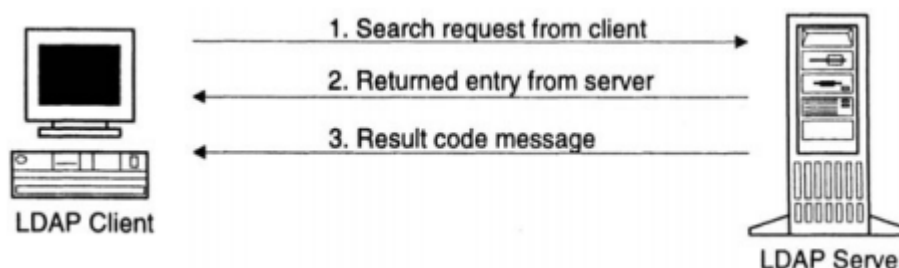 1. Search request from client
2. Returned entry from server
3. Result code message
LDAP Client
LDAP Serve